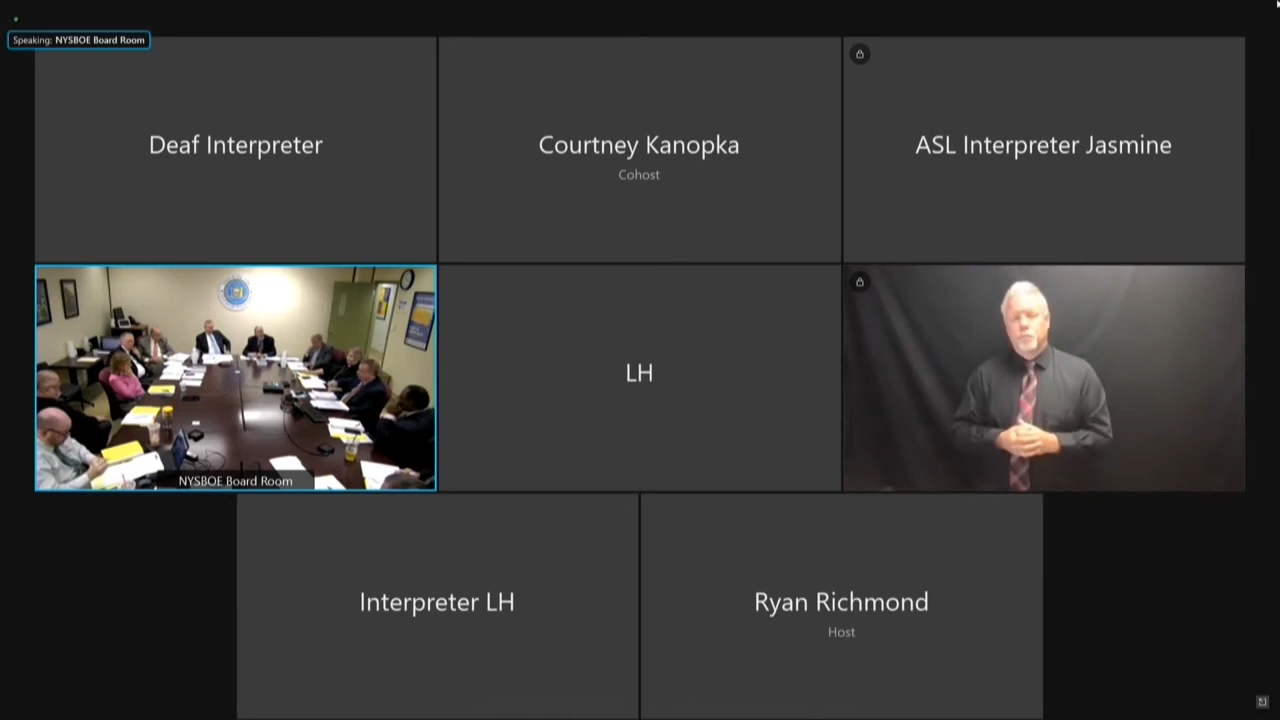 Speaking: NYSBOE Board Room
Deaf Interpreter
Courtney Kanopka
Cohost
ASL Interpreter Jasmine
NYSBOE Board Room
LH
Interpreter LH
Ryan Richmond
Host